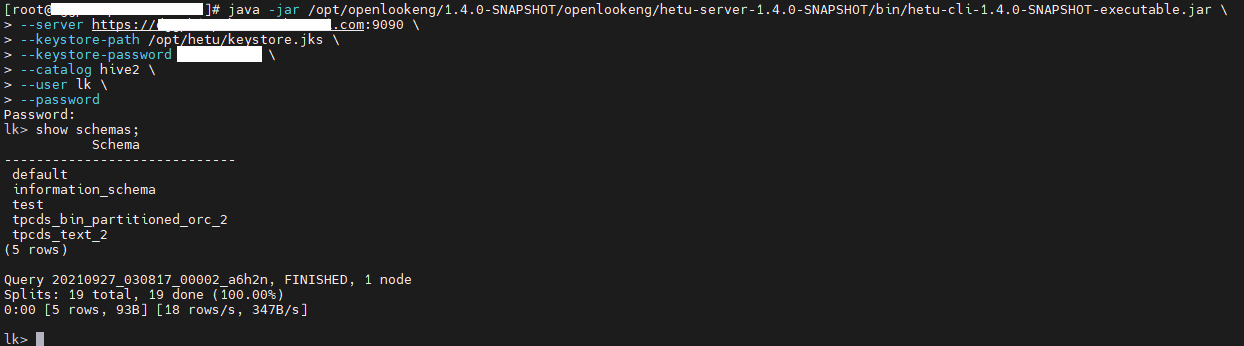 [root@ ]# java -jar /opt/openlookeng/1.4.0-SNAPSHOT/openlookeng/hetu-server-1.4.0-SNAPSHOT/bin/hetu-cli-1.4.0-SNAPSHOT-executable.jar \
> --server https:// .com:9090 \
> --keystore-path /opt/hetu/keystore.jks \
> --keystore-password \
> --catalog hive2 \
> --user lk \
> --password
Password:
lk> show schemas;
Schema
-----------------------------
default
information_schema
test
tpcds_bin_partitioned_orc_2
tpcds_text_2
(5 rows)
Query 20210927_030817_00002_a6h2n, FINISHED, 1 node
Splits: 19 total, 19 done (100.00%)
0:00 [5 rows, 93B] [18 rows/s, 347B/s]
lk>